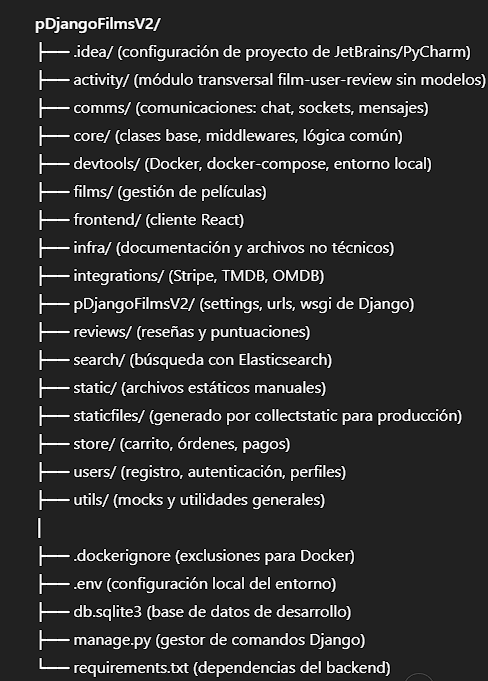 pDjangoFilmsV2/
├── .idea/ (configuración de proyecto de JetBrains/PyCharm)
├── activity/ (módulo transversal film-user-review sin modelos)
├── comms/ (comunicaciones: chat, sockets, mensajes)
├── core/ (clases base, middlewares, lógica común)
├── devtools/ (Docker, docker-compose, entorno local)
├── films/ (gestión de películas)
├── frontend/ (cliente React)
├── infra/ (documentación y archivos no técnicos)
├── integrations/ (Stripe, TMDB, OMDB)
├── pDjangoFilmsV2/ (settings, urls, wsgi de Django)
├── reviews/ (reseñas y puntuaciones)
├── search/ (búsqueda con Elasticsearch)
├── static/ (archivos estáticos manuales)
├── staticfiles/ (generado por collectstatic para producción)
├── store/ (carrito, órdenes, pagos)
├── users/ (registro, autenticación, perfiles)
├── utils/ (mocks y utilidades generales)
│
├── .dockerignore (exclusiones para Docker)
├── .env (configuración local del entorno)
├── db.sqlite3 (base de datos de desarrollo)
├── manage.py (gestor de comandos Django)
└── requirements.txt (dependencias del backend)